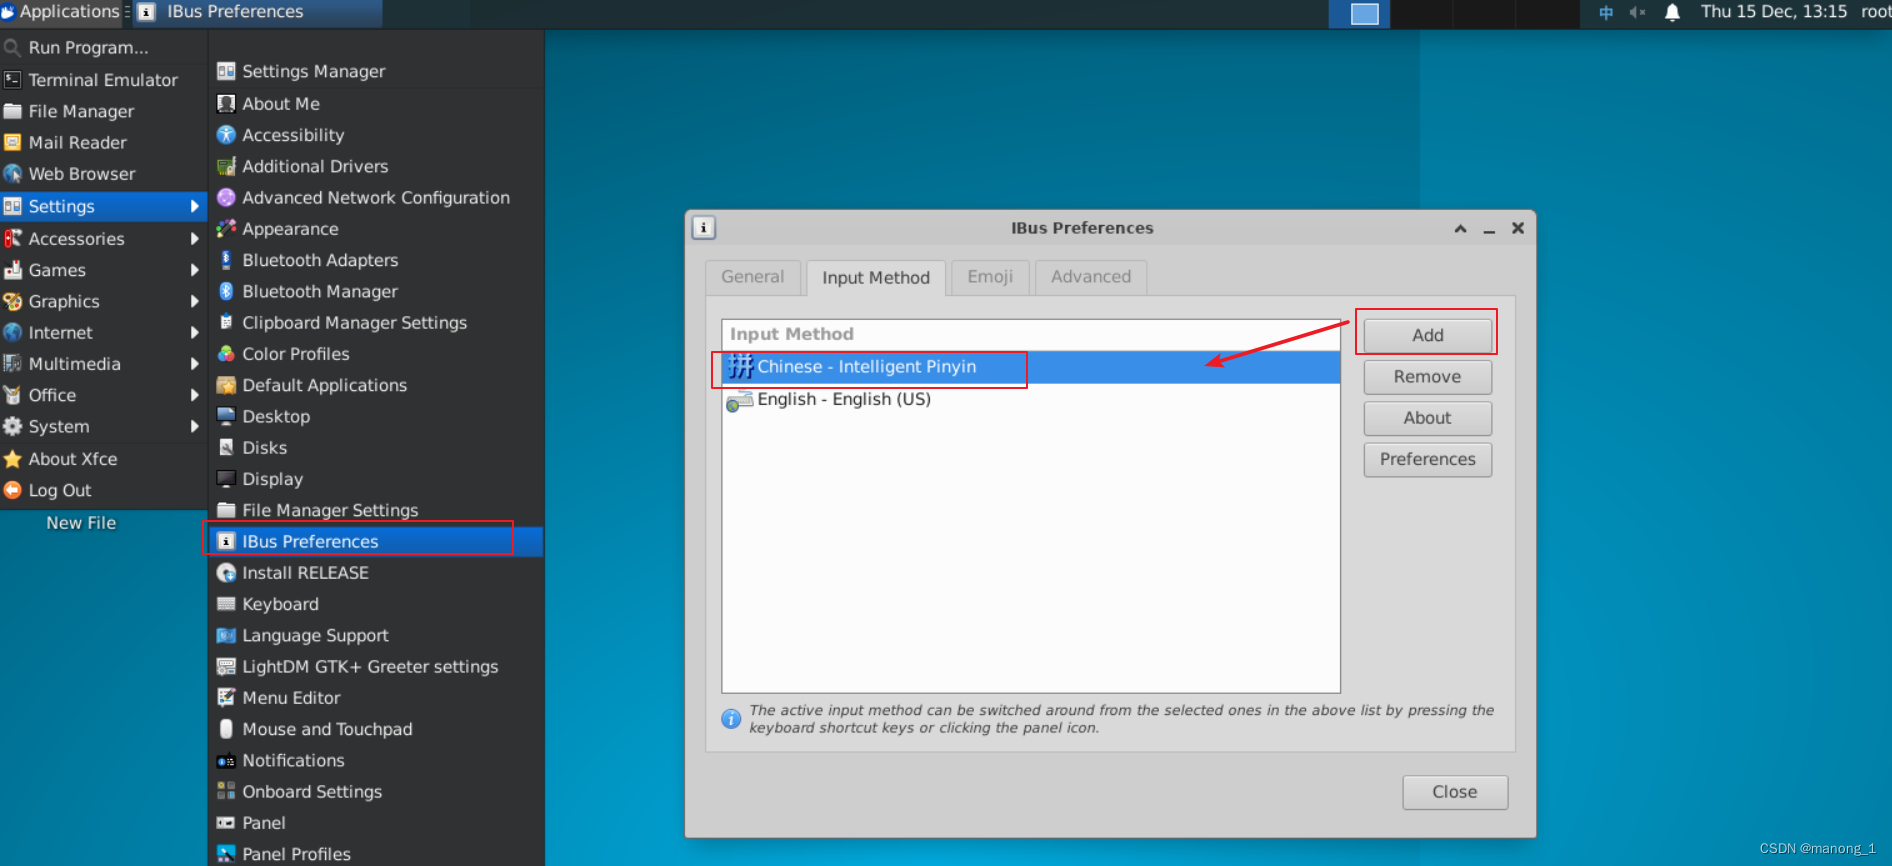 Applications
IBus Preferences
中
Thu 15 Dec, 13:15
root
Run Program...
Terminal Emulator
File Manager
Mail Reader
Web Browser
Settings
Accessories
Games
Graphics
Internet
Multimedia
Office
System
About Xfce
Log Out
New File
Settings Manager
About Me
Accessibility
Additional Drivers
Advanced Network Configuration
Appearance
Bluetooth Adapters
Bluetooth Manager
Clipboard Manager Settings
Color Profiles
Default Applications
Desktop
Disks
Display
File Manager Settings
IBus Preferences
Install RELEASE
Keyboard
Language Support
LightDM GTK+ Greeter settings
Menu Editor
Mouse and Touchpad
Notifications
Onboard Settings
Panel
Panel Profiles
IBus Preferences
General
Input Method
Emoji
Advanced
Input Method
Chinese - Intelligent Pinyin
English - English (US)
Add
Remove
About
Preferences
The active input method can be switched around from the selected ones in the above list by pressing the
keyboard shortcut keys or clicking the panel icon.
Close
CSDN @manong_1